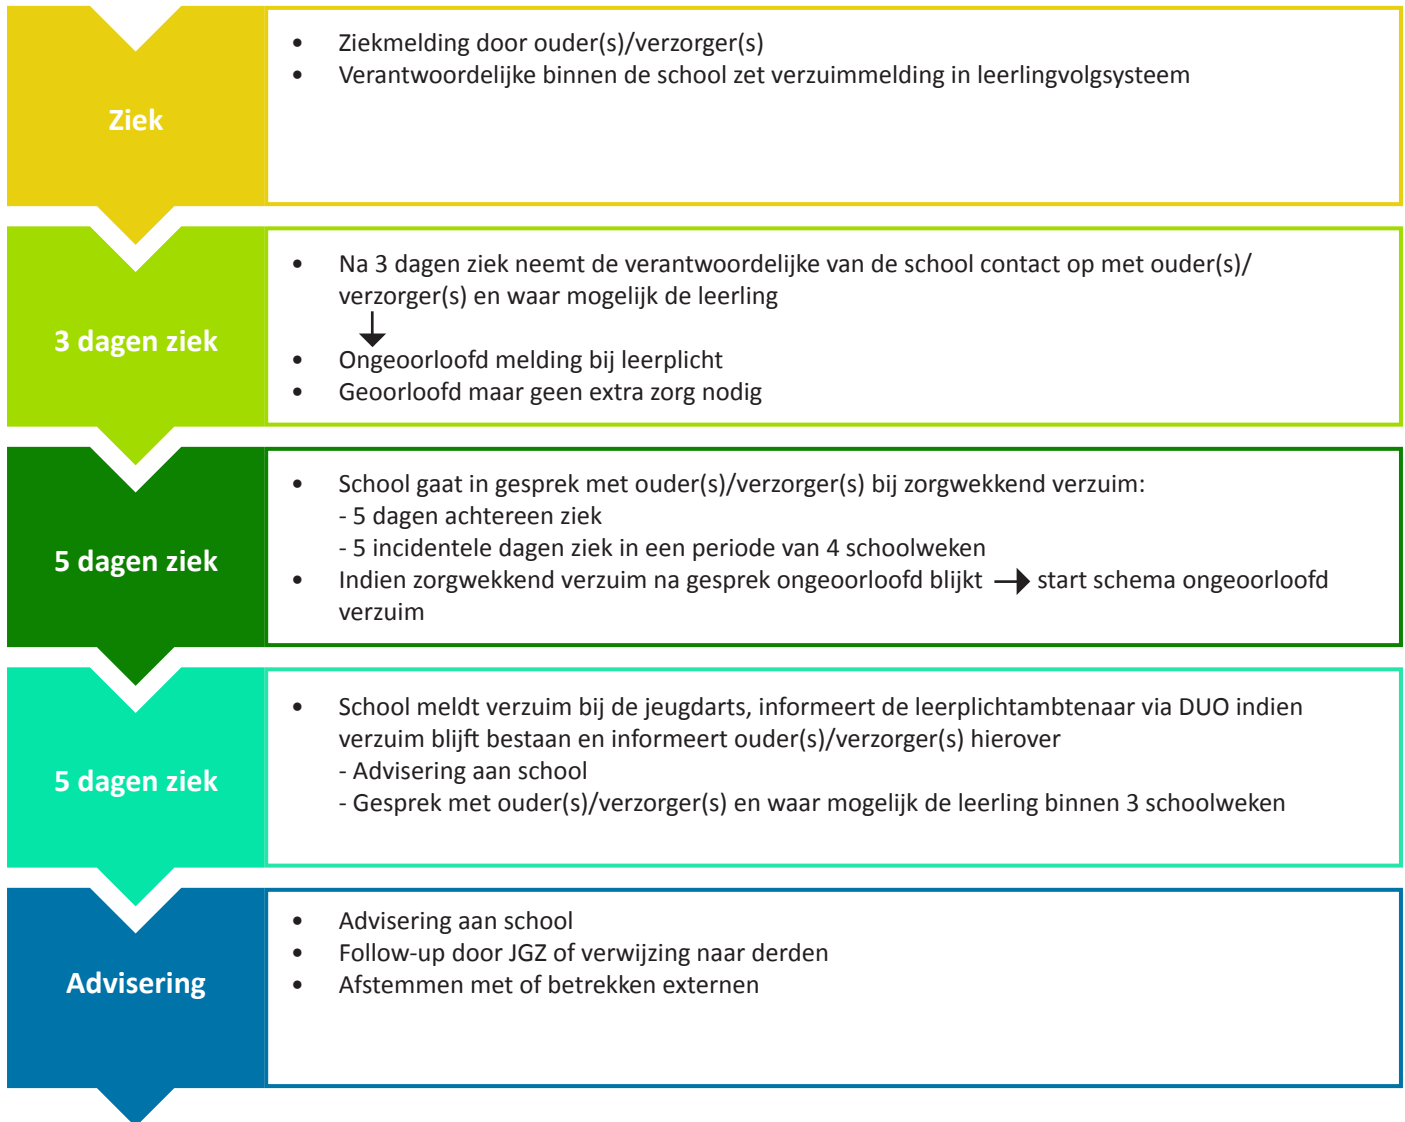 Ziek
• Ziekmelding door ouder(s)/verzorger(s)
• Verantwoordelijke binnen de school zet verzuimmelding in leerlingvolgsysteem
3 dagen ziek
• Na 3 dagen ziek neemt de verantwoordelijke van de school contact op met ouder(s)/
verzorger(s) en waar mogelijk de leerling
• Ongeoorloofd melding bij leerplicht
• Geoorloofd maar geen extra zorg nodig
5 dagen ziek
• School gaat in gesprek met ouder(s)/verzorger(s) bij zorgwekkend verzuim:
- 5 dagen achtereen ziek
- 5 incidentele dagen ziek in een periode van 4 schoolweken
• Indien zorgwekkend verzuim na gesprek ongeoorloofd blijkt → start schema ongeoorloofd
verzuim
5 dagen ziek
• School meldt verzuim bij de jeugdarts, informeert de leerplichtambtenaar via DUO indien
verzuim blijft bestaan en informeert ouder(s)/verzorger(s) hierover
- Advisering aan school
- Gesprek met ouder(s)/verzorger(s) en waar mogelijk de leerling binnen 3 schoolweken
Advisering
• Advisering aan school
• Follow-up door JGZ of verwijzing naar derden
• Afstemmen met of betrekken externen